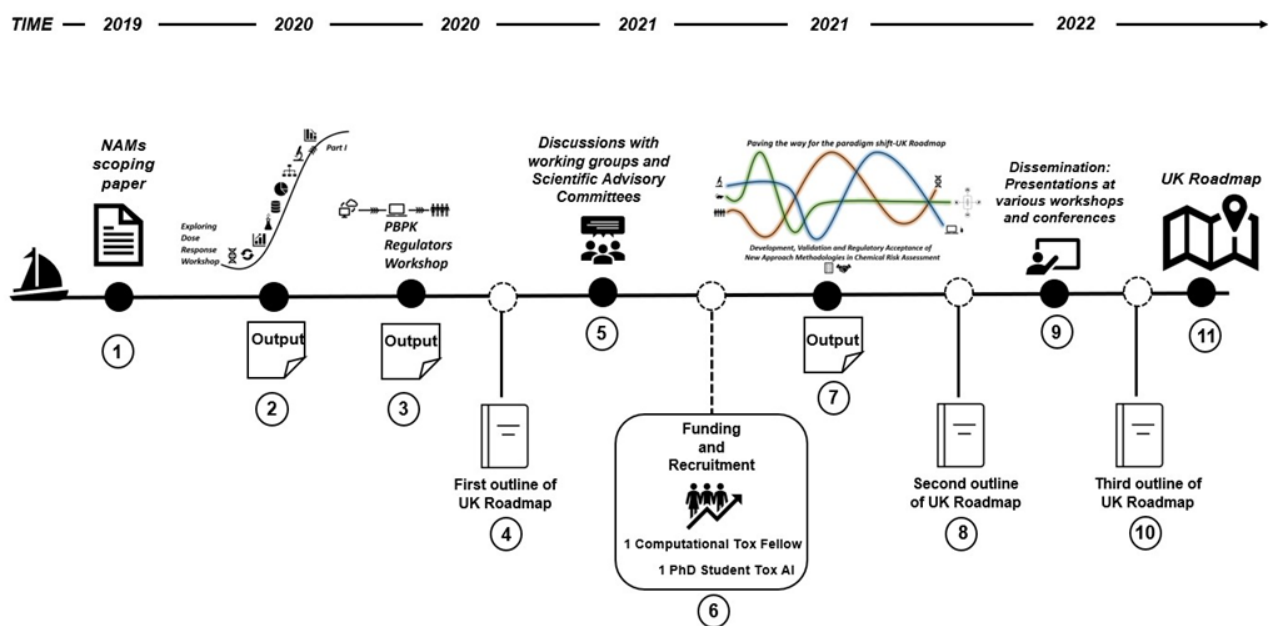 TIME 2019 2020 2020 2021 2021 2022
NAMs
scoping
paper
Exploring
Dose
Response
Workshop
Part I
PBPK
Regulators
Workshop
Discussions with
working groups and
Scientific Advisory
Committees
Paving the way for the paradigm shift-UK Roadmap
Development, Validation and Regulatory Acceptance of
New Approach Methodologies in Chemical Risk Assessment
Dissemination:
Presentations at
various workshops
and conferences
UK Roadmap
1
Output
2
Output
3
First outline of
UK Roadmap
4
5
Funding
and
Recruitment
1 Computational Tox Fellow
1 PhD Student Tox AI
6
Output
7
Second outline
of UK Roadmap
8
9
Third outline of
UK Roadmap
10
11